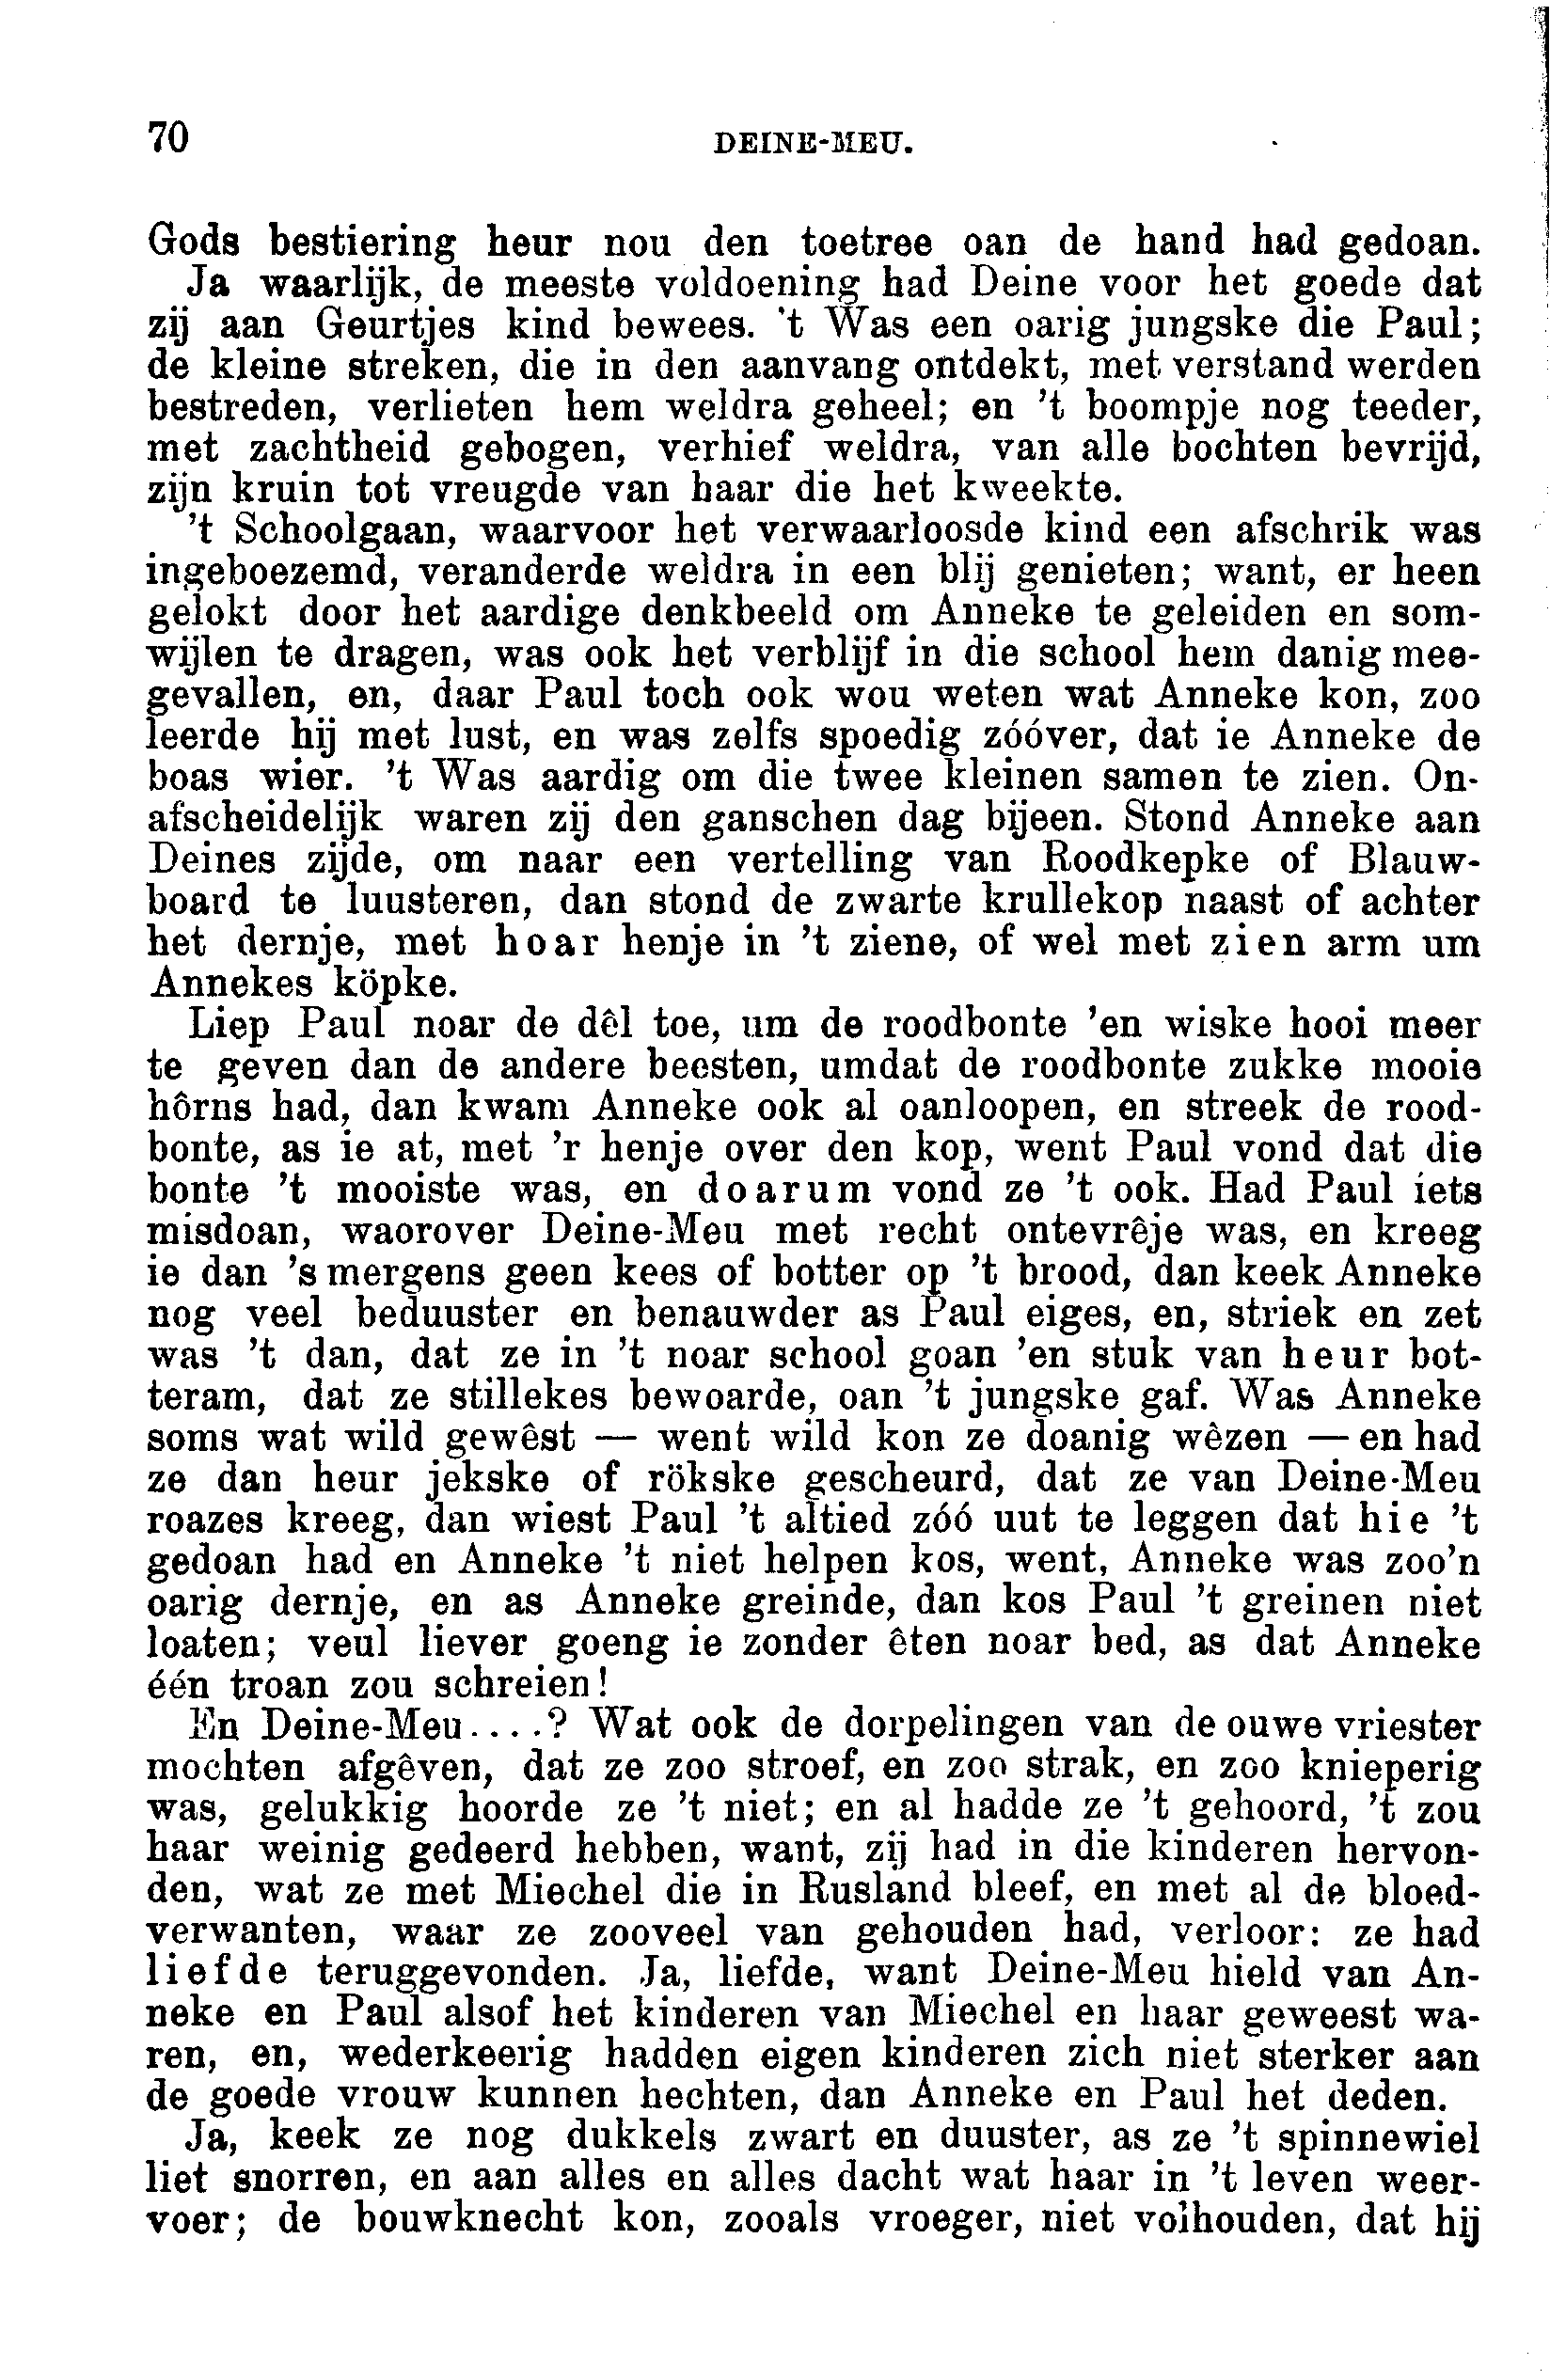 70
DEINE-MEU.
Gods bestiering heur nou den toetree oan de hand had gedoan.
Ja waarlijk, de meeste voldoening had Deine voor het goede dat
zij aan Geurtjes kind bewees. 't Was een oarig jungske die Paul;
de kleine streken, die in den aanvang ontdekt, met verstand werden
bestreden, verlieten hem weldra geheel; en 't boompje nog teeder,
met zachtheid gebogen, verhief weldra, van alle bochten bevrijd,
zijn kruin tot vreugde van haar die het kweekte.
't Schoolgaan, waarvoor het verwaarloosde kind een afschrik was
ingeboezemd, veranderde weldra in een blij genieten; want, er heen
gelokt door het aardige denkbeeld om Anneke te geleiden en som-
wijlen te dragen, was ook het verblijf in die school hem danig mee-
gevallen, en, daar Paul toch ook wou weten wat Anneke kon, zoo
leerde hij met lust, en was zelfs spoedig zóóver, dat ie Anneke de
boas wier. 't Was aardig om die twee kleinen samen te zien. On-
afscheidelijk waren zij den ganschen dag bijeen. Stond Anneke aan
Deines zijde, om naar een vertelling van Roodkepke of Blauw-
board te luusteren, dan stond de zwarte krullekop naast of achter
het dernje, met hoar henje in 't ziene, of wel met zien arm um
Annekes köpke.
Liep Paul noar de dêl toe, um de roodbonte 'en wiske hooi meer
te geven dan de andere beesten, umdat de roodbonte zukke mooie
hôrns had, dan kwam Anneke ook al oanloopen, en streek de rood-
bonte, as ie at, met 'r henje over den kop, went Paul vond dat die
bonte 't mooiste was, en doarum vond ze 't ook. Had Paul iets
misdoan, waorover Deine-Meu met recht ontevrêje was, en kreeg
ie dan 's mergens geen kees of botter op 't brood, dan keek Anneke
nog veel beduuster en benauwder as Paul eiges, en, striek en zet
was 't dan, dat ze in 't noar school goan 'en stuk van heur bot-
teram, dat ze stillekes bewoarde, oan 't jungske gaf. Was Anneke
soms wat wild gewêst — went wild kon ze doanig wêzen — en had
ze dan heur jekske of rökske gescheurd, dat ze van Deine-Meu
roazes kreeg, dan wiest Paul 't altied zóó uut te leggen dat hie 't
gedoan had en Anneke 't niet helpen kos, went, Anneke was zoo'n
oarig dernje, en as Anneke greinde, dan kos Paul 't greinen niet
loaten; veul liever goeng ie zonder êten noar bed, as dat Anneke
één troan zou schreien!
En Deine-Meu....? Wat ook de dorpelingen van de ouwe vriester
mochten afgêven, dat ze zoo stroef, en zoo strak, en zoo knieperig
was, gelukkig hoorde ze 't niet; en al hadde ze 't gehoord, 't zou
haar weinig gedeerd hebben, want, zij had in die kinderen hervon-
den, wat ze met Miechel die in Rusland bleef, en met al de bloed-
verwanten, waar ze zooveel van gehouden had, verloor: ze had
liefde teruggevonden. Ja, liefde, want Deine-Meu hield van An-
neke en Paul alsof het kinderen van Miechel en haar geweest wa-
ren, en, wederkeerig hadden eigen kinderen zich niet sterker aan
de goede vrouw kunnen hechten, dan Anneke en Paul het deden.
Ja, keek ze nog dukkels zwart en duuster, as ze 't spinnewiel
liet snorren, en aan alles en alles dacht wat haar in 't leven weer-
voer; de bouwknecht kon, zooals vroeger, niet volhouden, dat hij